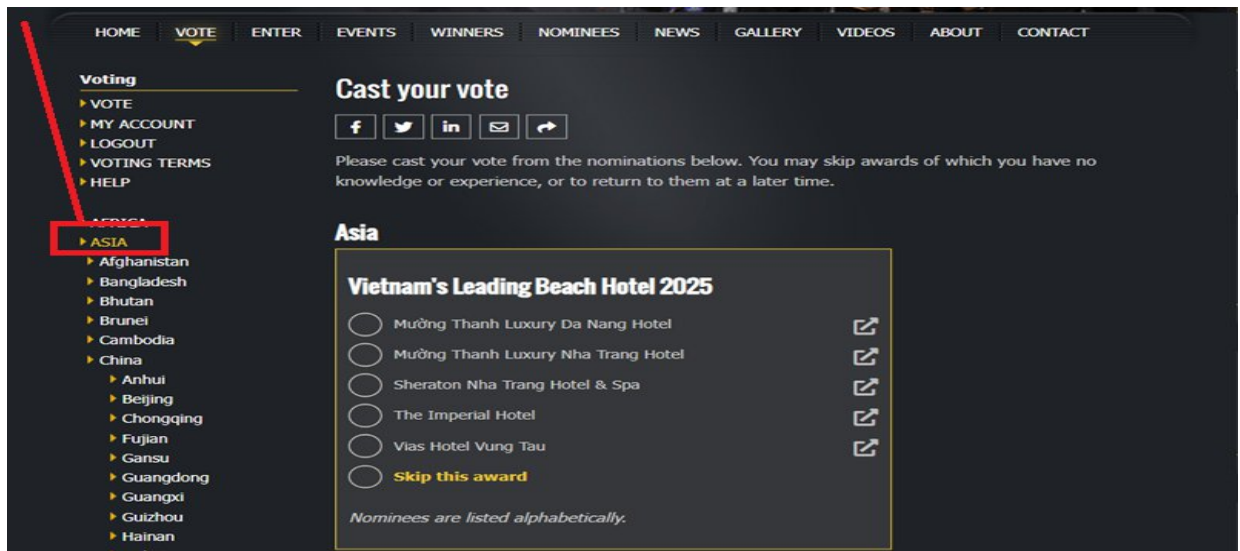 HOME VOTE ENTER EVENTS WINNERS NOMINEES NEWS GALLERY VIDEOS ABOUT CONTACT
Voting
VOTE
MY ACCOUNT
LOGOUT
VOTING TERMS
HELP
AFRICA
ASIA
Afghanistan
Bangladesh
Bhutan
Brunei
Cambodia
China
Anhui
Beijing
Chongqing
Fujian
Gansu
Guangdong
Guangxi
Guizhou
Hainan
Cast your vote
Please cast your vote from the nominations below. You may skip awards of which you have no
knowledge or experience, or to return to them at a later time.
Asia
Vietnam's Leading Beach Hotel 2025
Mường Thanh Luxury Da Nang Hotel
Mường Thanh Luxury Nha Trang Hotel
Sheraton Nha Trang Hotel & Spa
The Imperial Hotel
Vias Hotel Vung Tau
Skip this award
Nominees are listed alphabetically.